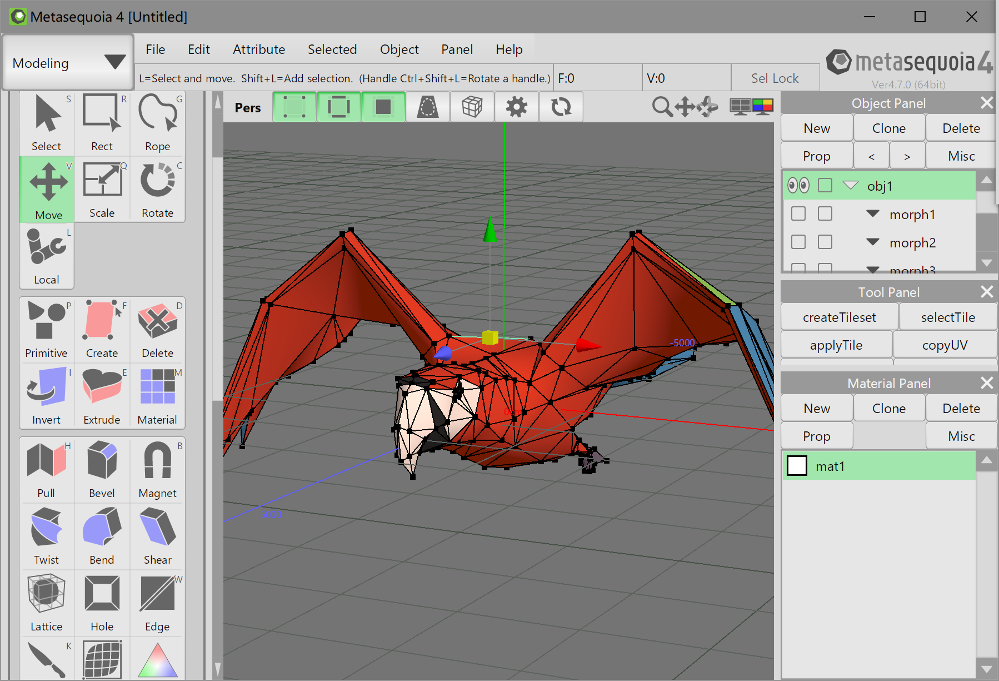 Metasequoia 4 [Untitled]
Modeling
File Edit Attribute Selected Object Panel Help
L=Select and move. Shift+L=Add selection. (Handle Ctrl+Shift+L=Rotate a handle.) F:0 V:0 Sel Lock
metasequoia 4
Ver4.7.0 (64bit)
S R G
Select Rect Rope
V Q C
Move Scale Rotate
L
Local
P F D
Primitive Create Delete
I E M
Invert Extrude Material
H B
Pull Bevel Magnet
Twist Bend Shear
W
Lattice Hole Edge
K
Pers
-5000
5000
Object Panel
New Clone Delete
Prop < > Misc
obj1
morph1
morph2
morph3
Tool Panel
createTileset selectTile
applyTile copyUV
Material Panel
New Clone Delete
Prop Misc
mat1